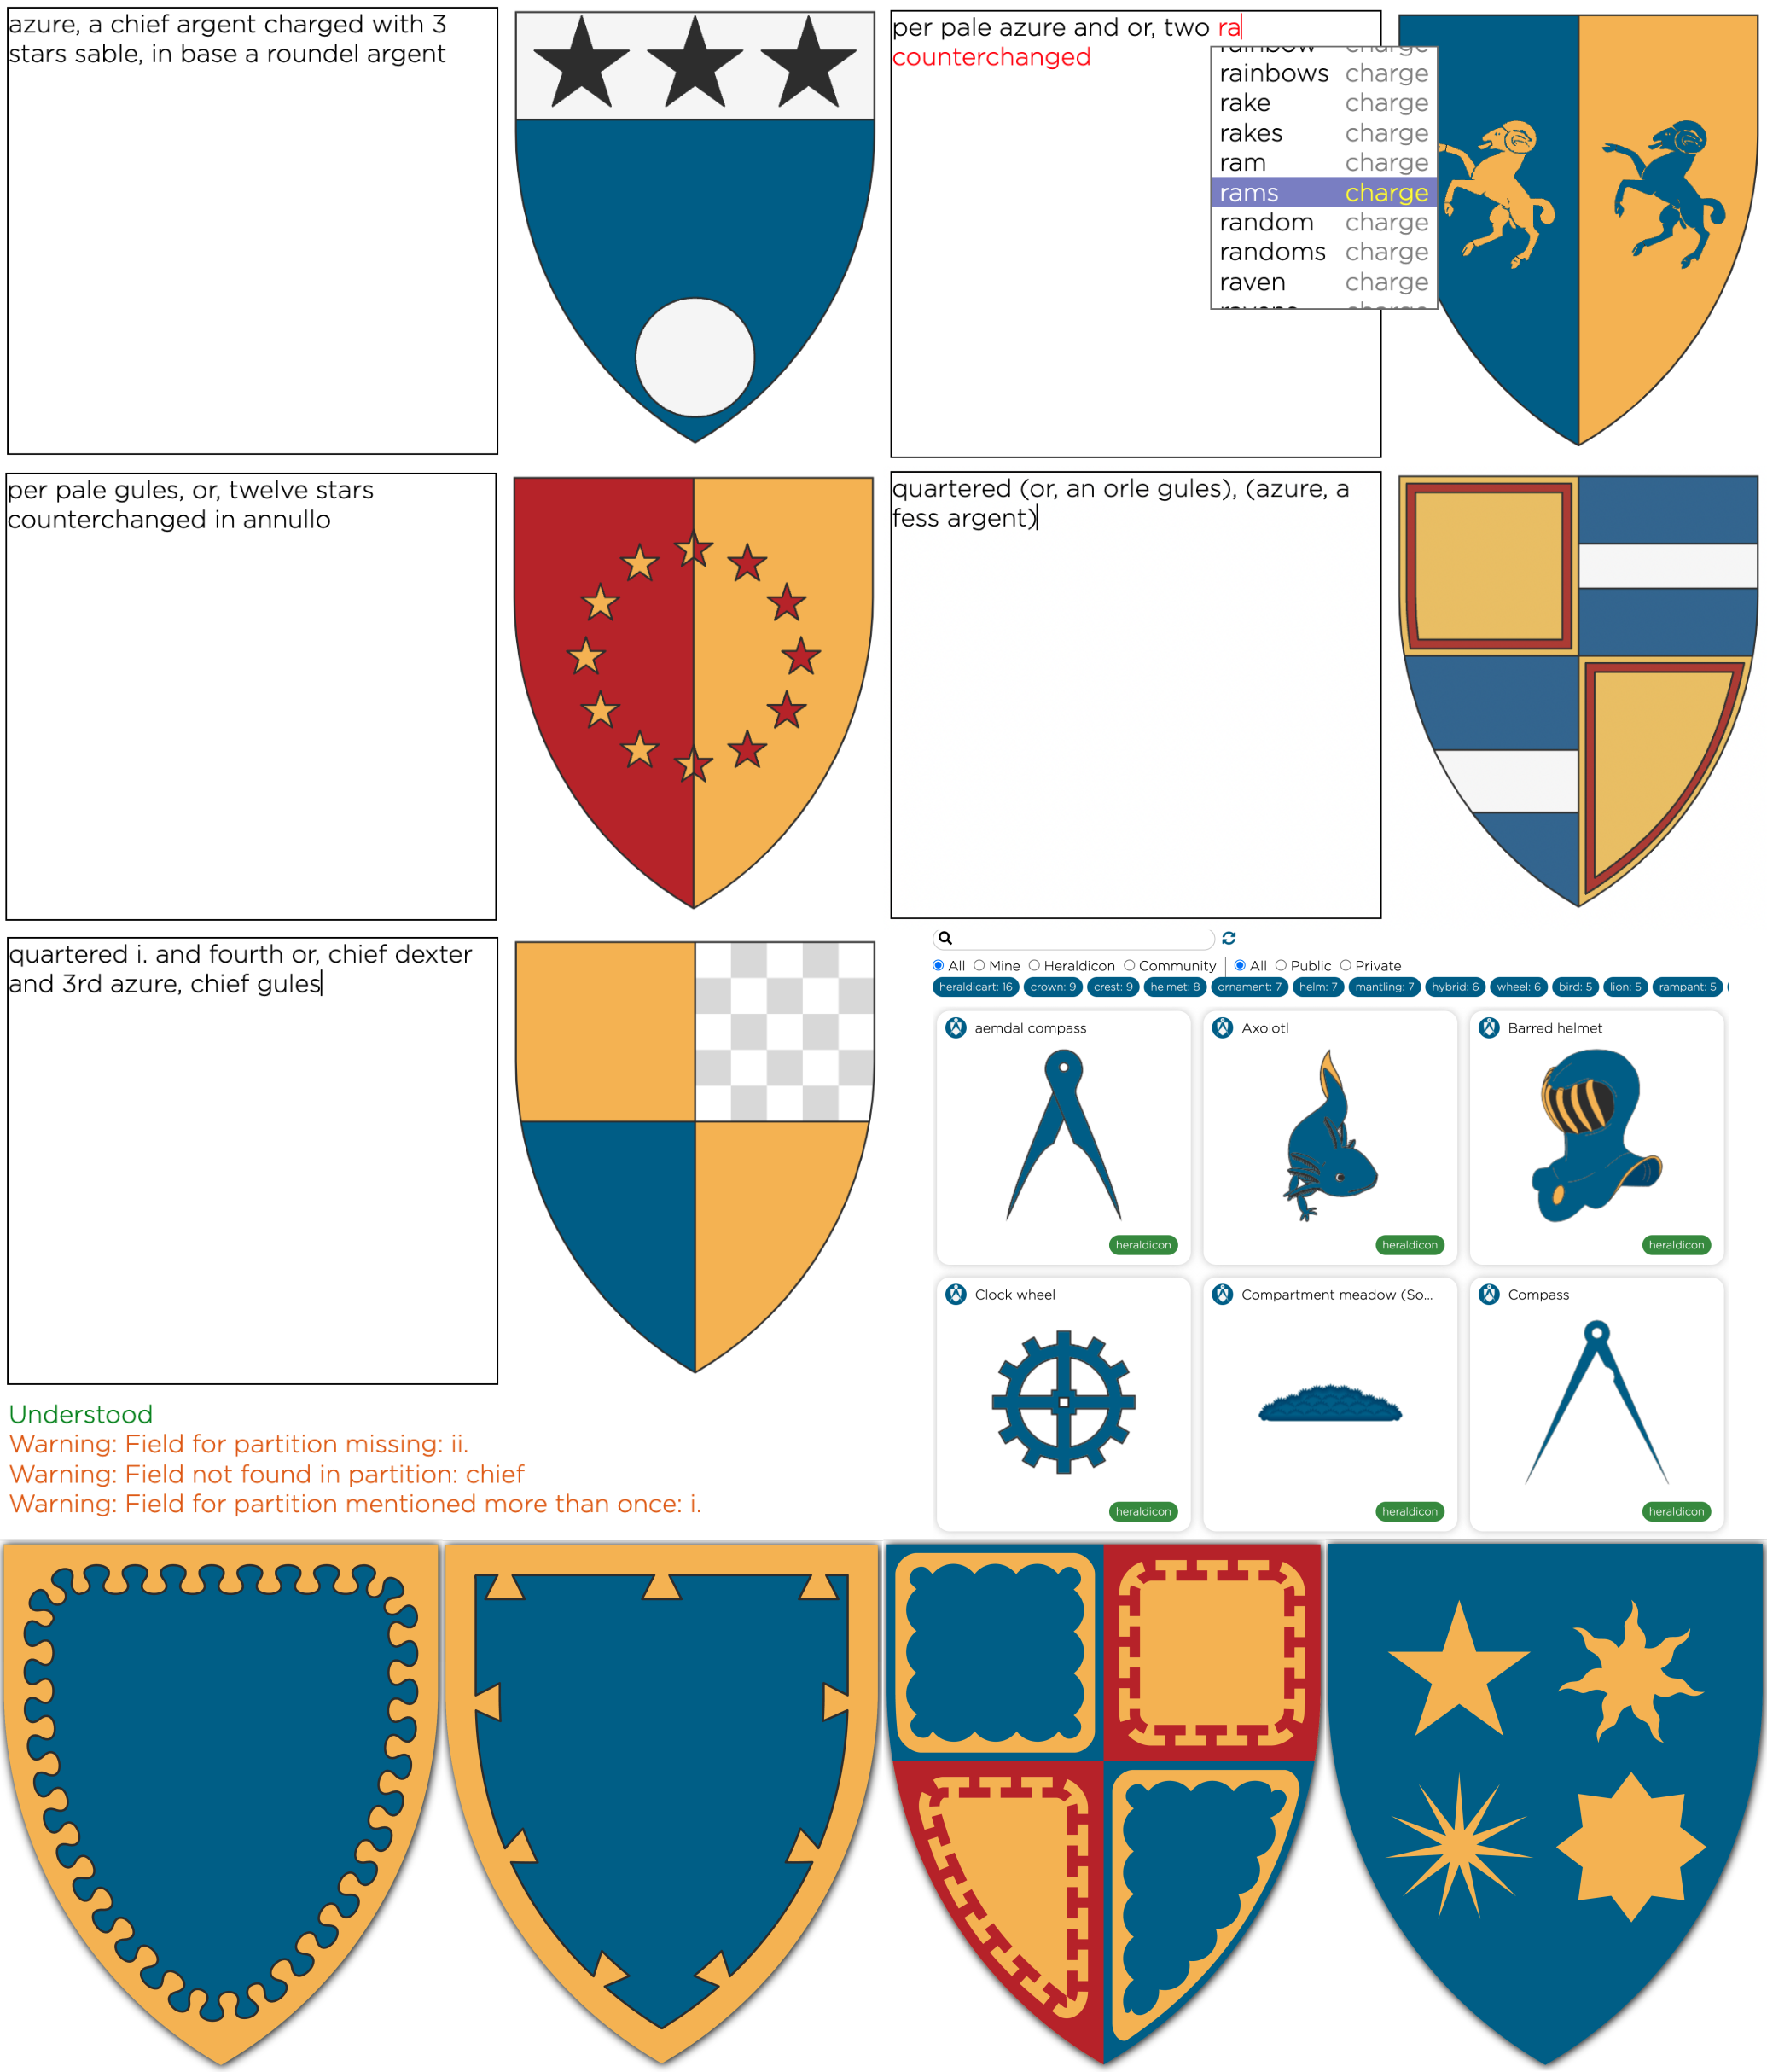 azure, a chief argent charged with 3
stars sable, in base a roundel argent
per pale azure and or, two ra
counterchanged
rainbow charge
rainbows charge
rake charge
rakes charge
ram charge
rams charge
random charge
randoms charge
raven charge
ravens charge
per pale gules, or, twelve stars
counterchanged in annullo
quartered (or, an orle gules), (azure, a
fess argent)
quartered i. and fourth or, chief dexter
and 3rd azure, chief gules
Understood
Warning: Field for partition missing: ii.
Warning: Field not found in partition: chief
Warning: Field for partition mentioned more than once: i.
All Mine Heraldicon Community All Public Private
heraldicart: 16 crown: 9 crest: 9 helmet: 8 ornament: 7 helm: 7 mantling: 7 hybrid: 6 wheel: 6 bird: 5 lion: 5 rampant: 5
aemdal compass
heraldicon
Axolotl
heraldicon
Barred helmet
heraldicon
Clock wheel
heraldicon
Compartment meadow (So...
heraldicon
Compass
heraldicon